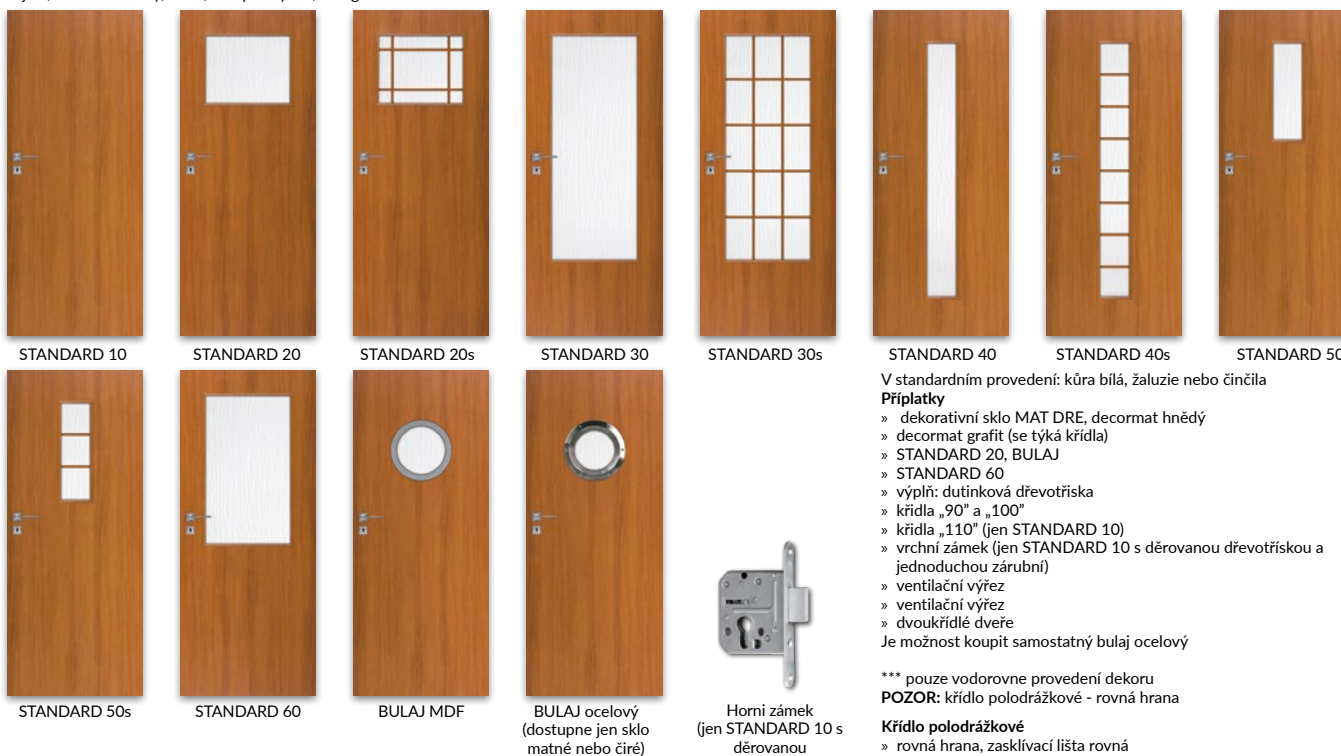 STANDARD 10
STANDARD 20
STANDARD 20s
STANDARD 30
STANDARD 30s
STANDARD 40
STANDARD 40s
STANDARD 50
STANDARD 50s
STANDARD 60
BULAJ MDF
BULAJ ocelový
(dostupne jen sklo
matné nebo čiré)
Horni zámek
(jen STANDARD 10 s
děrovanou
V standardním provedení: kůra bílá, žaluzie nebo činčila
Příplatky
» dekorativní sklo MAT DRE, decormat hnědý
» decormat grafit (se týká křídla)
» STANDARD 20, BULAJ
» STANDARD 60
» výplň: dutinková dřevotřiska
» křidla „90” a „100”
» křidla „110” (jen STANDARD 10)
» vrchní zámek (jen STANDARD 10 s děrovanou dřevotřískou a
jednoduchou zárubní)
» ventilační výřez
» ventilační výřez
» dvoukřídlé dveře
Je možnost koupit samostatný bulaj ocelový
*** pouze vodorovne provedení dekoru
POZOR: křídlo polodrážkové - rovná hrana
Křídlo polodrážkové
» rovná hrana, zasklívací lišta rovná